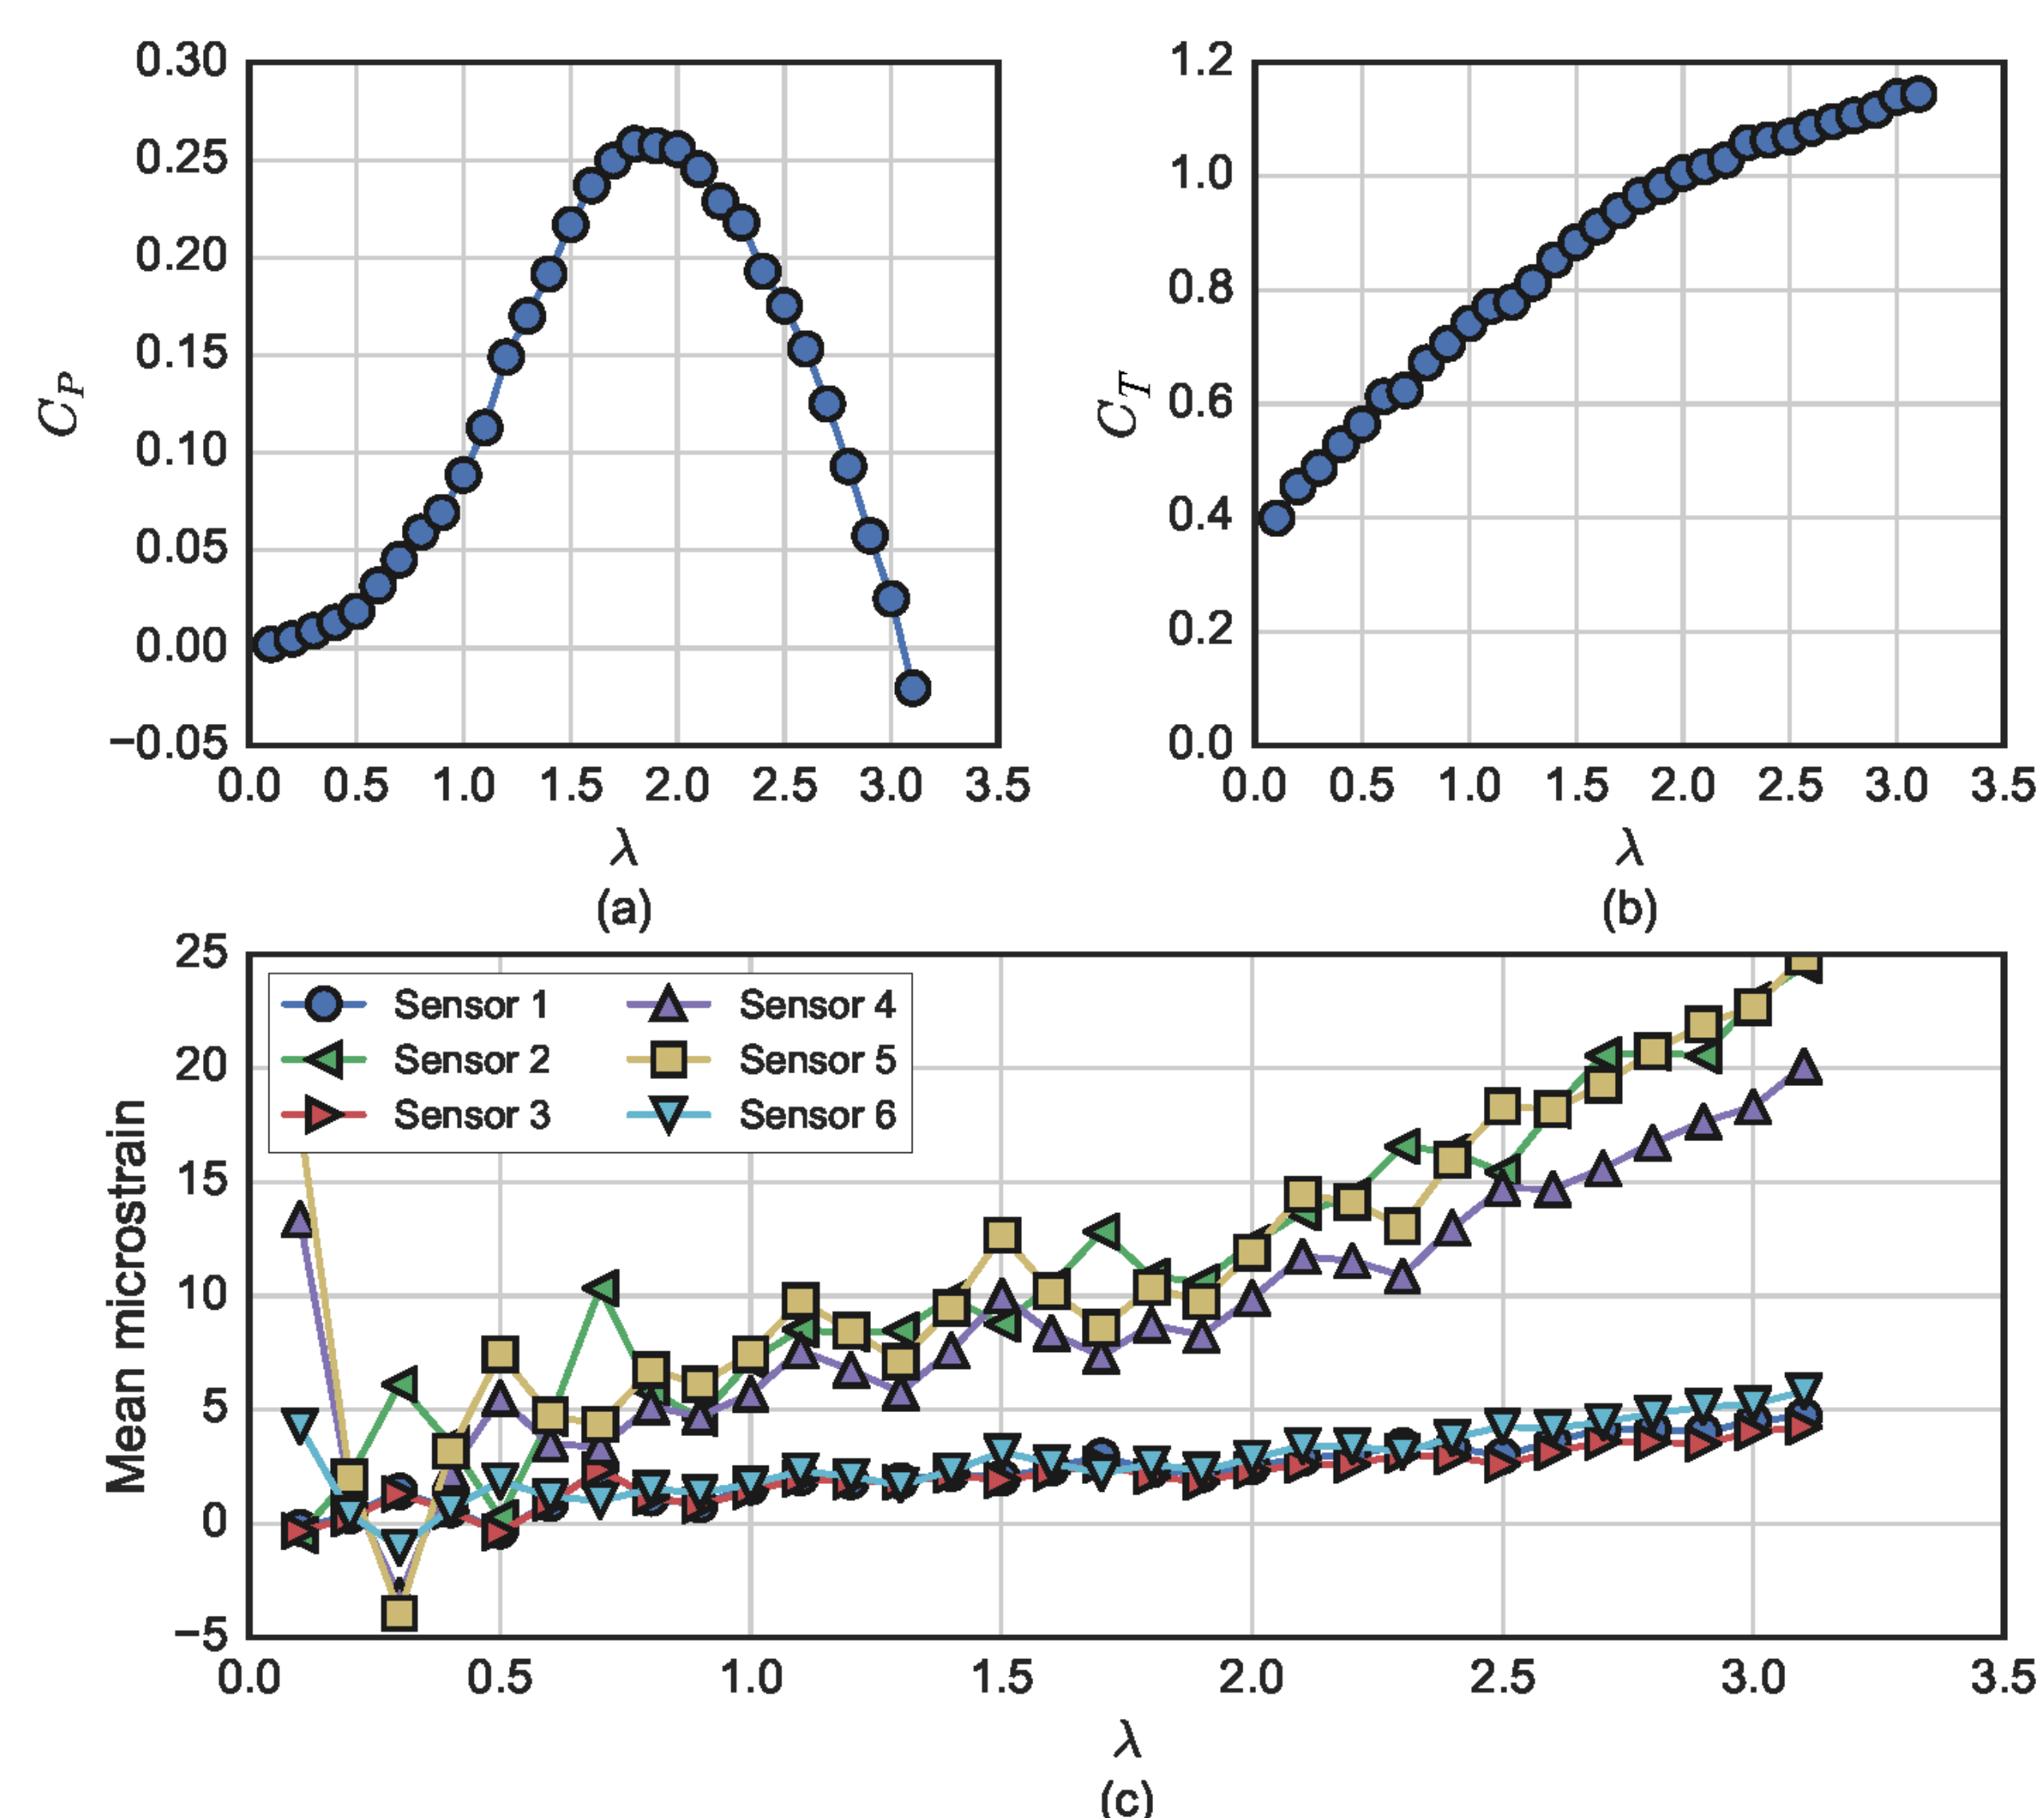 0.30
0.25
0.20
0.15
0.10
0.05
0.00
−0.05
C_P
0.0 0.5 1.0 1.5 2.0 2.5 3.0 3.5
λ
(a)
1.2
1.0
0.8
0.6
0.4
0.2
0.0
C_T
0.0 0.5 1.0 1.5 2.0 2.5 3.0 3.5
λ
(b)
25
20
15
10
5
0
−5
Mean microstrain
Sensor 1
Sensor 2
Sensor 3
Sensor 4
Sensor 5
Sensor 6
0.0 0.5 1.0 1.5 2.0 2.5 3.0 3.5
λ
(c)